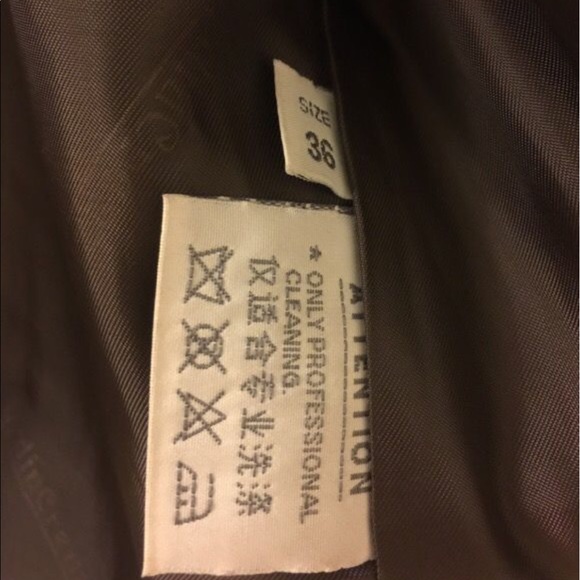 SIZE
36
ATTENTION
* ONLY PROFESSIONAL
CLEANING.
仅适合专业洗涤